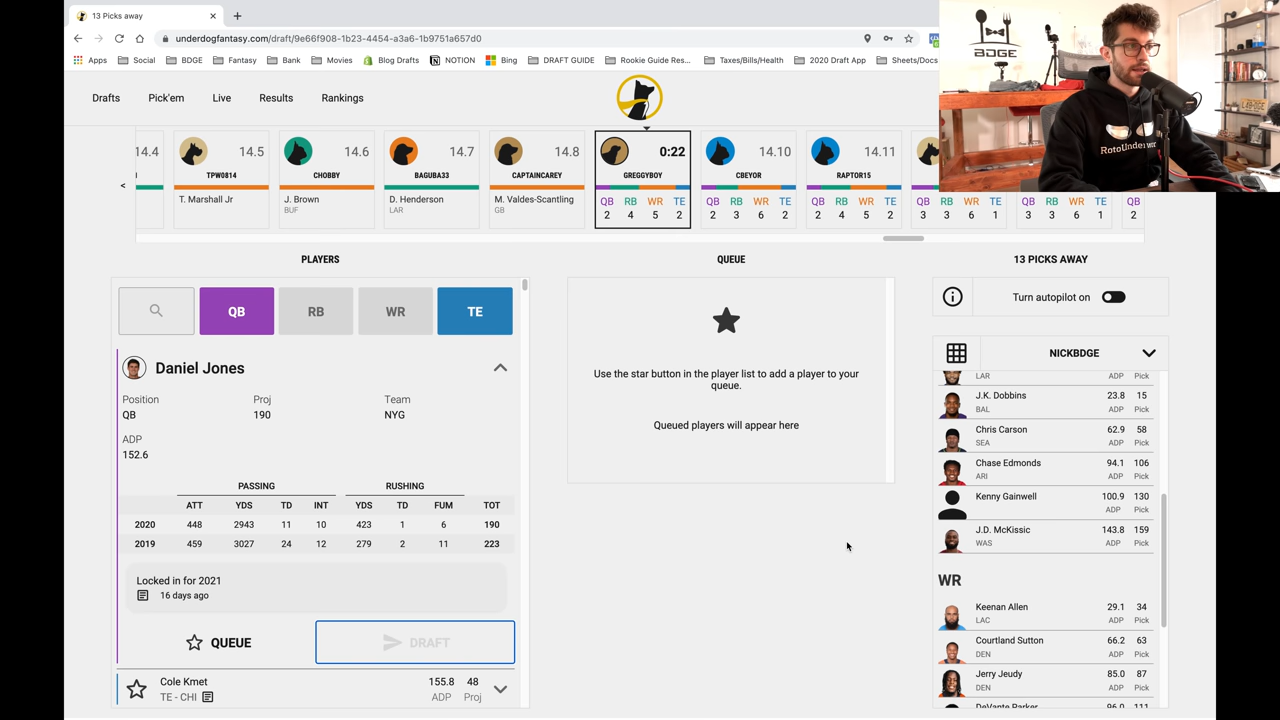 13 Picks away
underdogfantasy.com/draft/9e66f908-1b23-4454-a3a6-1b9751a657d0
Apps Social BDGE Fantasy Banks Movies Blog Drafts NOTION Bing DRAFT GUIDE Rookie Guide Res... Taxes/Bills/Health 2020 Draft App Sheets/Docs
BDGE
Drafts Pick'em Live Results Rankings
14.4 14.5 14.6 14.7 14.8 0:22 14.10 14.11
TPW0814 CHOBBY BAGUBA33 CAPTAINCAREY GREGGYBOY CBEYOR RAPTOR15
T. Marshall Jr
J. Brown
BUF
D. Henderson
LAR
M. Valdes-Scantling
GB
QB RB WR TE QB RB WR TE QB RB WR TE QB RB WR TE QB RB WR TE QB
2 4 5 2 2 3 6 2 2 4 5 2 3 3 6 1 3 3 6 1 2
PLAYERS
QUEUE
13 PICKS AWAY
QB RB WR TE
Daniel Jones
Position Proj Team
QB 190 NYG
ADP
152.6
PASSING RUSHING
ATT YDS TD INT YDS TD FUM TOT
2020 448 2943 11 10 423 1 6 190
2019 459 3027 24 12 279 2 11 223
Locked in for 2021
16 days ago
QUEUE DRAFT
Cole Kmet 155.8 48
TE - CHI ADP Proj
Use the star button in the player list to add a player to your
queue.
Queued players will appear here
Turn autopilot on
NICKBDGE
LAR ADP Pick
J.K. Dobbins 23.8 15
BAL ADP Pick
Chris Carson 62.9 58
SEA ADP Pick
Chase Edmonds 94.1 106
ARI ADP Pick
Kenny Gainwell 100.9 130
ADP Pick
J.D. McKissic 143.8 159
WAS ADP Pick
WR
Keenan Allen 29.1 34
LAC ADP Pick
Courtland Sutton 66.2 63
DEN ADP Pick
Jerry Jeudy 85.0 87
DEN ADP Pick
DeVante Parker 96.0 111